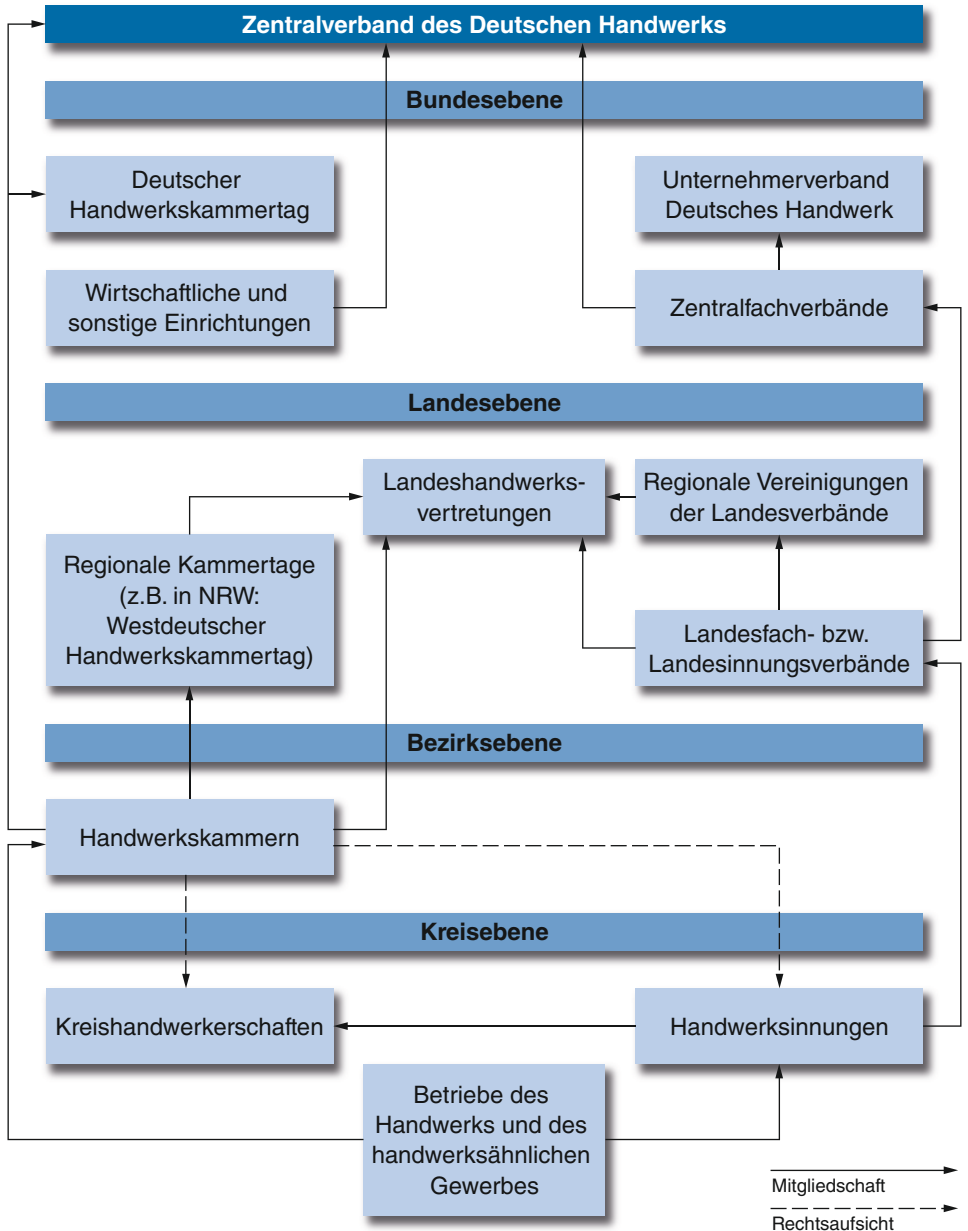 Zentralverband des Deutschen Handwerks
Bundesebene
Deutscher
Handwerkskammertag
Unternehmerverband
Deutsches Handwerk
Wirtschaftliche und
sonstige Einrichtungen
Zentralfachverbände
Landesebene
Landeshandwerks-
vertretungen
Regionale Vereinigungen
der Landesverbände
Regionale Kammertage
(z.B. in NRW:
Westdeutscher
Handwerkskammertag)
Landesfach- bzw.
Landesinnungsverbände
Bezirksebene
Handwerkskammern
Kreisebene
Kreishandwerkerschaften
Handwerksinnungen
Betriebe des
Handwerks und des
handwerksähnlichen
Gewerbes
Mitgliedschaft
Rechtsaufsicht